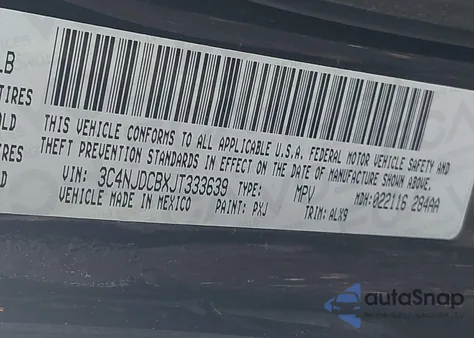 LB
TIRES
OLD
TIRES
OLD
THIS VEHICLE CONFORMS TO ALL APPLICABLE U.S.A. FEDERAL MOTOR VEHICLE SAFETY AND
THEFT PREVENTION STANDARDS IN EFFECT ON THE DATE OF MANUFACTURE SHOWN ABOVE.
VIN: 3C4NJDCBXJT333639 TYPE: MPV MDH: 022116 284AA
VEHICLE MADE IN MEXICO PAINT: PXJ TRIM: ALX9
autoSnap